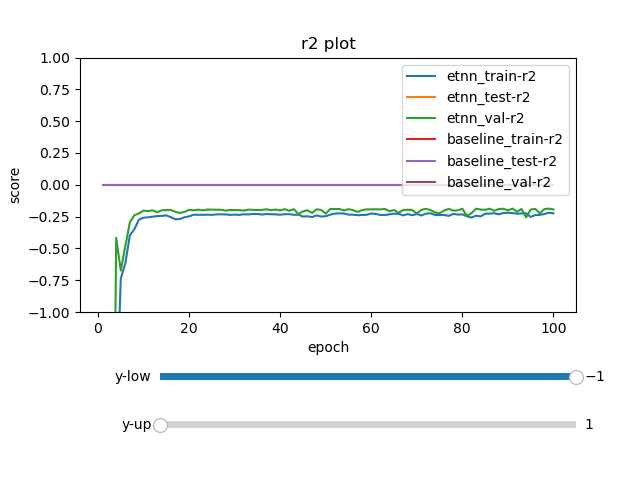 r2 plot
1.00
0.75
0.50
0.25
0.00
−0.25
−0.50
−0.75
−1.00
score
etnn_train-r2
etnn_test-r2
etnn_val-r2
baseline_train-r2
baseline_test-r2
baseline_val-r2
0 20 40 60 80 100
epoch
y-low −1
y-up 1